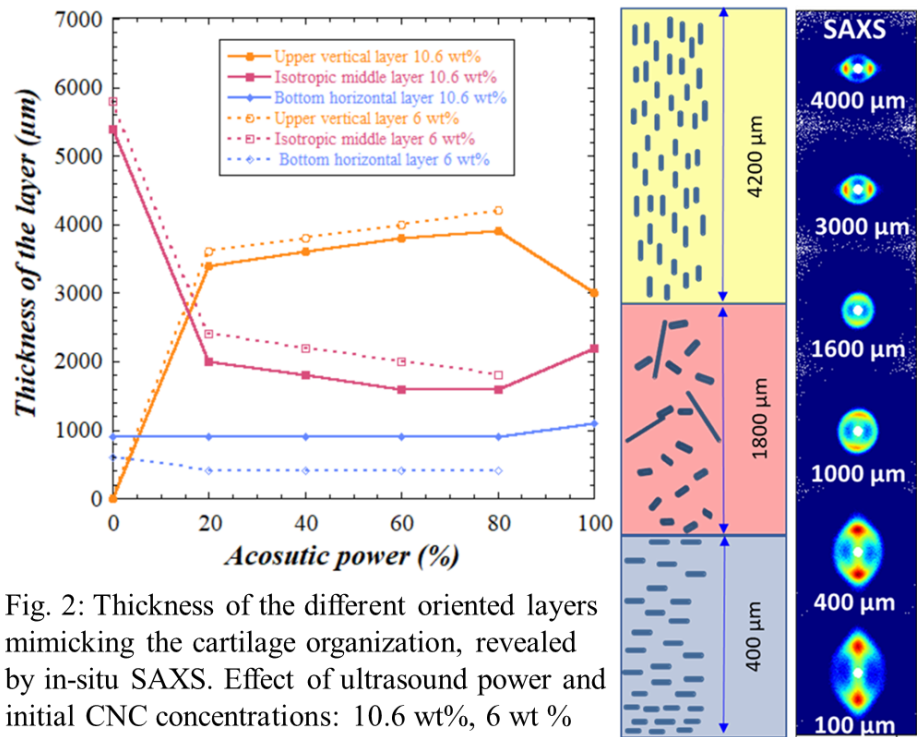 7000
6000
5000
4000
3000
2000
1000
0
Thickness of the layer (µm)
Upper vertical layer 10.6 wt%
Isotropic middle layer 10.6 wt%
Bottom horizontal layer 10.6 wt%
Upper vertical layer 6 wt%
Isotropic middle layer 6 wt%
Bottom horizontal layer 6 wt%
0 20 40 60 80 100
Acosutic power (%)
Fig. 2: Thickness of the different oriented layers
mimicking the cartilage organization, revealed
by in-situ SAXS. Effect of ultrasound power and
initial CNC concentrations: 10.6 wt%, 6 wt %
4200 µm
1800 µm
400 µm
SAXS
4000 µm
3000 µm
1600 µm
1000 µm
400 µm
100 µm